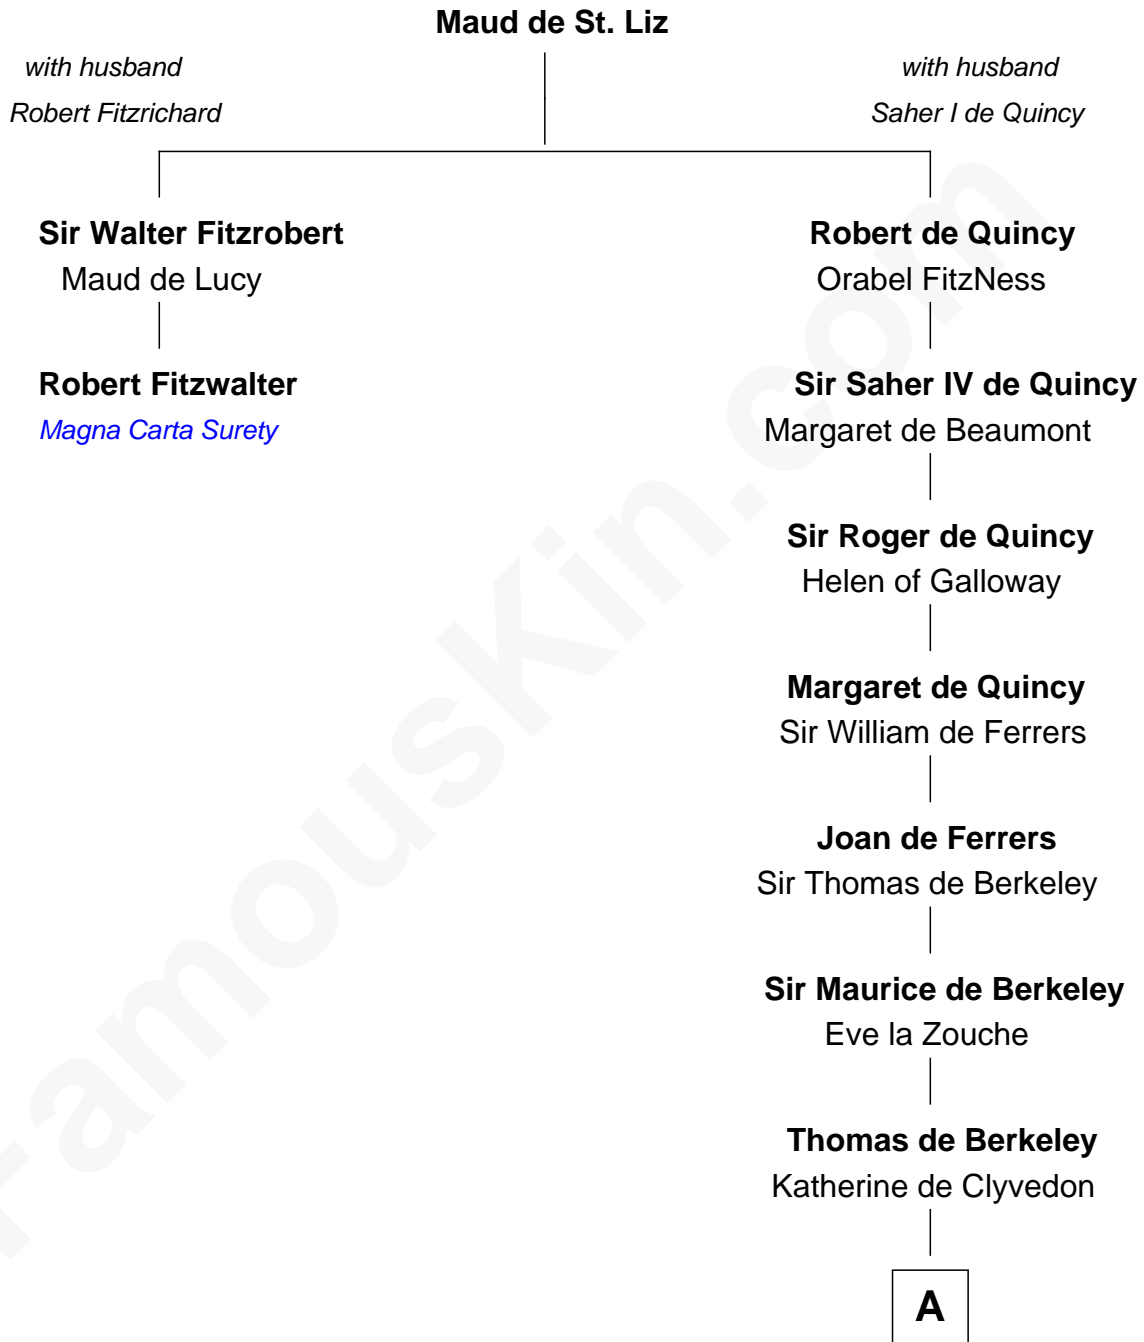 Maud de St. Liz
with husband
Robert Fitzrichard
with husband
Saher I de Quincy
Sir Walter Fitzrobert
Maud de Lucy
Robert Fitzwalter
Magna Carta Surety
Robert de Quincy
Orabel FitzNess
Sir Saher IV de Quincy
Margaret de Beaumont
Sir Roger de Quincy
Helen of Galloway
Margaret de Quincy
Sir William de Ferrers
Joan de Ferrers
Sir Thomas de Berkeley
Sir Maurice de Berkeley
Eve la Zouche
Thomas de Berkeley
Katherine de Clyvedon
A
FamousKin.com